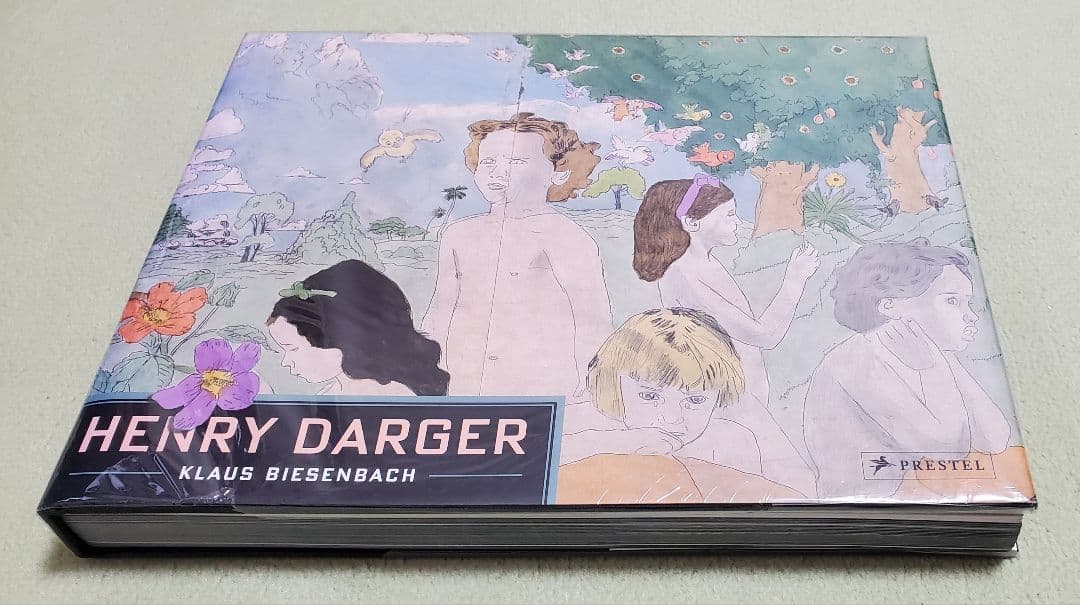 HENRY DARGER
KLAUS BIESENBACH
PRESTEL